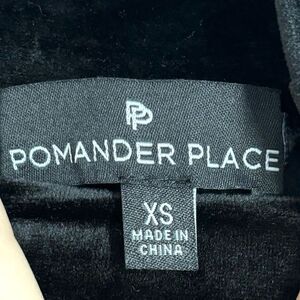 PP
POMANDER PLACE
XS
MADE IN
CHINA